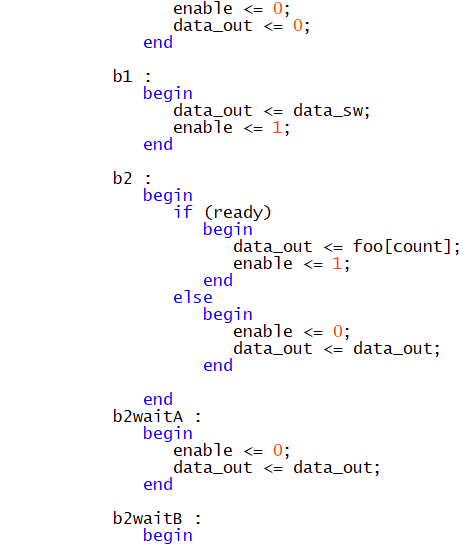 enable <= 0;
data_out <= 0;
end
b1 :
begin
data_out <= data_sw;
enable <= 1;
end
b2 :
begin
if (ready)
begin
data_out <= foo[count];
enable <= 1;
end
else
begin
enable <= 0;
data_out <= data_out;
end
end
b2waitA :
begin
enable <= 0;
data_out <= data_out;
end
b2waitB :
begin